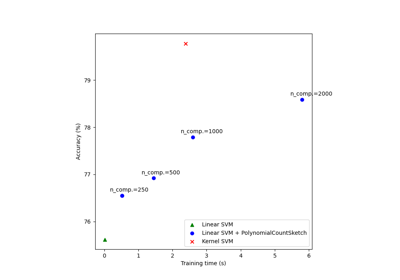 n_comp.=2000
n_comp.=1000
n_comp.=500
n_comp.=250
79
78
77
76
Accuracy (%)
Linear SVM
Linear SVM + PolynomialCountSketch
Kernel SVM
0 1 2 3 4 5 6
Training time (s)